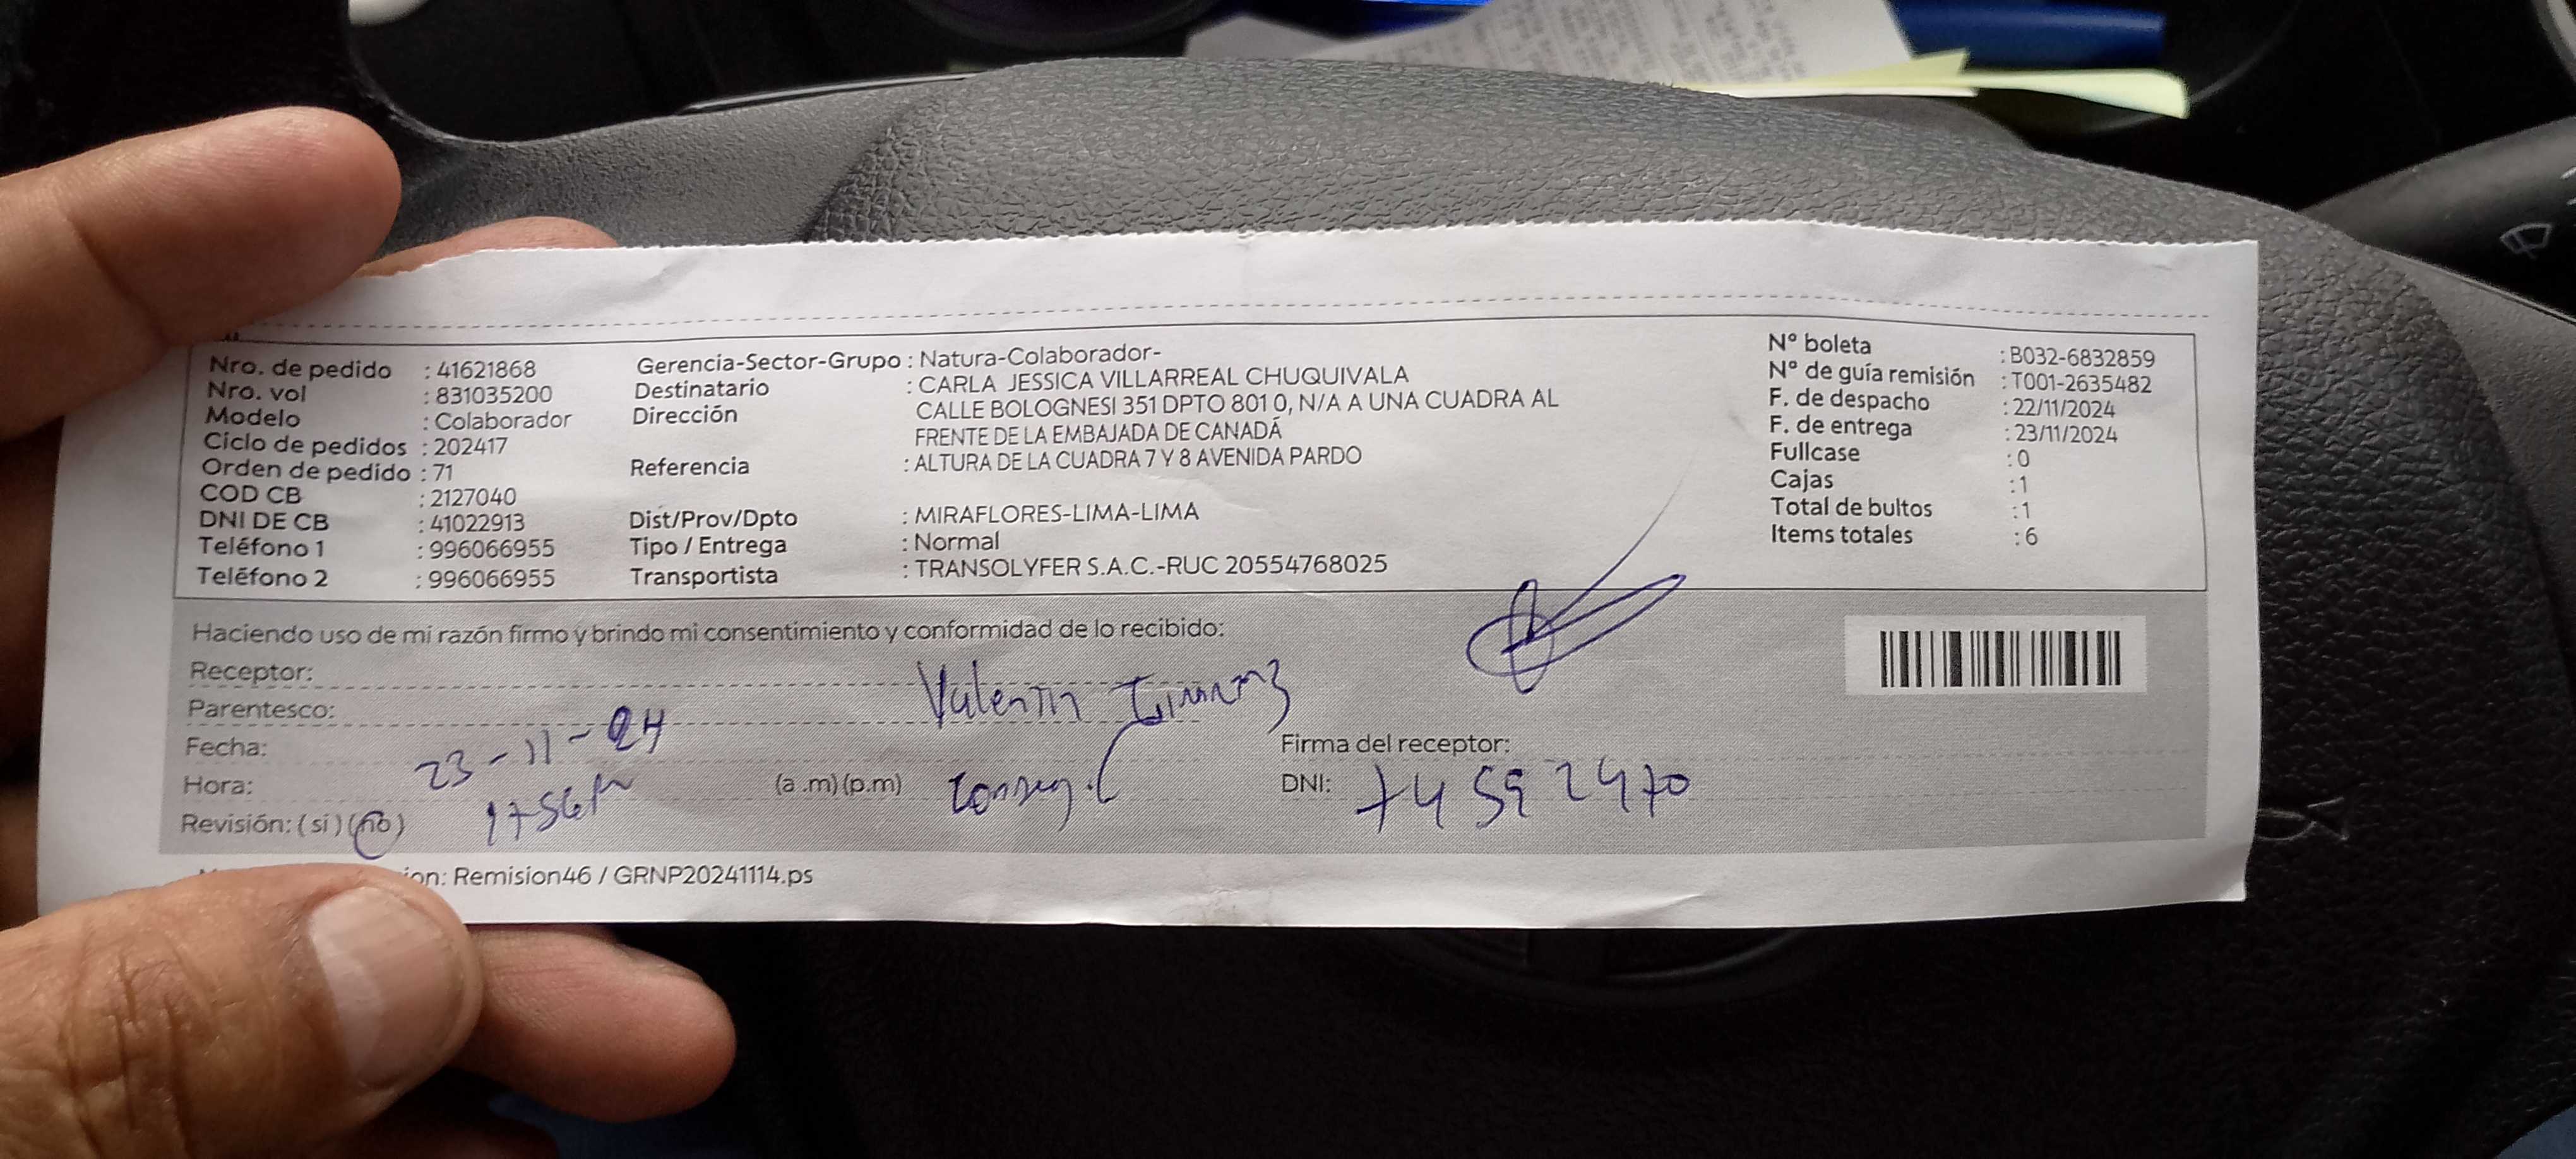 Nro. de pedido : 41621868
Nro. vol : 831035200
Modelo : Colaborador
Ciclo de pedidos : 202417
Orden de pedido : 71
COD CB : 2127040
DNI DE CB : 41022913
Teléfono 1 : 996066955
Teléfono 2 : 996066955
Gerencia-Sector-Grupo : Natura-Colaborador-
Destinatario : CARLA JESSICA VILLARREAL CHUQUIVALA
Dirección CALLE BOLOGNESI 351 DPTO 801 0, N/A A UNA CUADRA AL
FRENTE DE LA EMBAJADA DE CANADÁ
Referencia : ALTURA DE LA CUADRA 7 Y 8 AVENIDA PARDO
Dist/Prov/Dpto : MIRAFLORES-LIMA-LIMA
Tipo / Entrega : Normal
Transportista : TRANSOLYFER S.A.C.-RUC 20554768025
N° boleta : B032-6832859
N° de guía remisión : T001-2635482
F. de despacho : 22/11/2024
F. de entrega : 23/11/2024
Fullcase : 0
Cajas : 1
Total de bultos : 1
Items totales : 6
Haciendo uso de mi razón firmo y brindo mi consentimiento y conformidad de lo recibido:
Receptor: Valentin
Parentesco:
Fecha: 23-11-24
Hora: (a .m)(p.m)
Revisión: (si) (no)
Firma del receptor:
DNI: 74592470
ion: Remision46 / GRNP20241114.ps